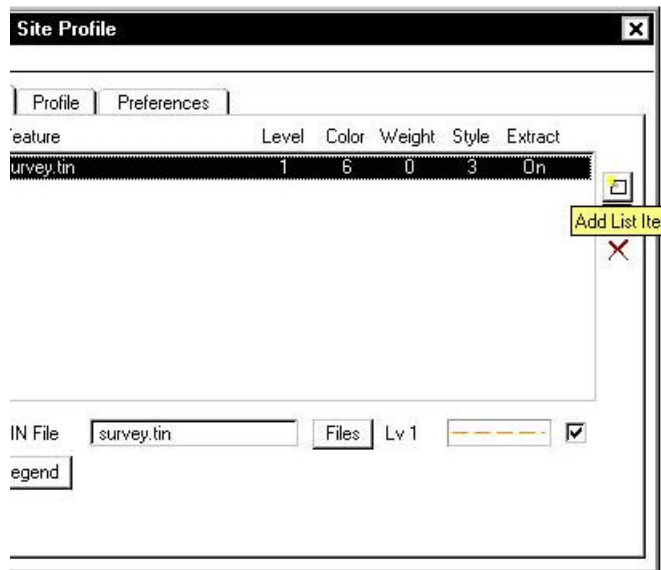 Site Profile
Profile Preferences
eature Level Color Weight Style Extract
urvey.tin 1 6 0 3 On
Add List Ite
IN File survey.tin Files Lv 1
egend